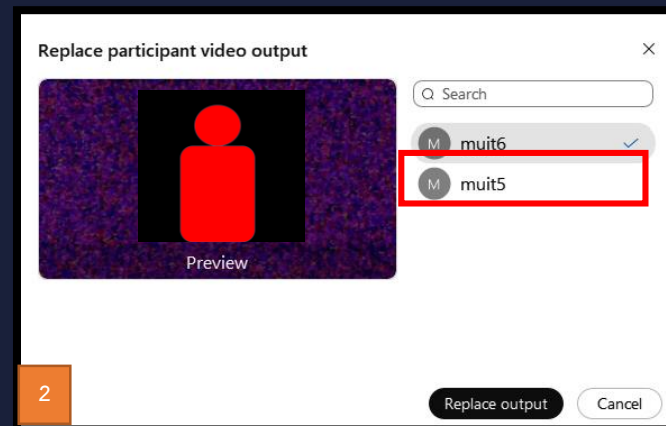 Replace participant video output
Search
M muit6
M muit5
Preview
2
Replace output
Cancel